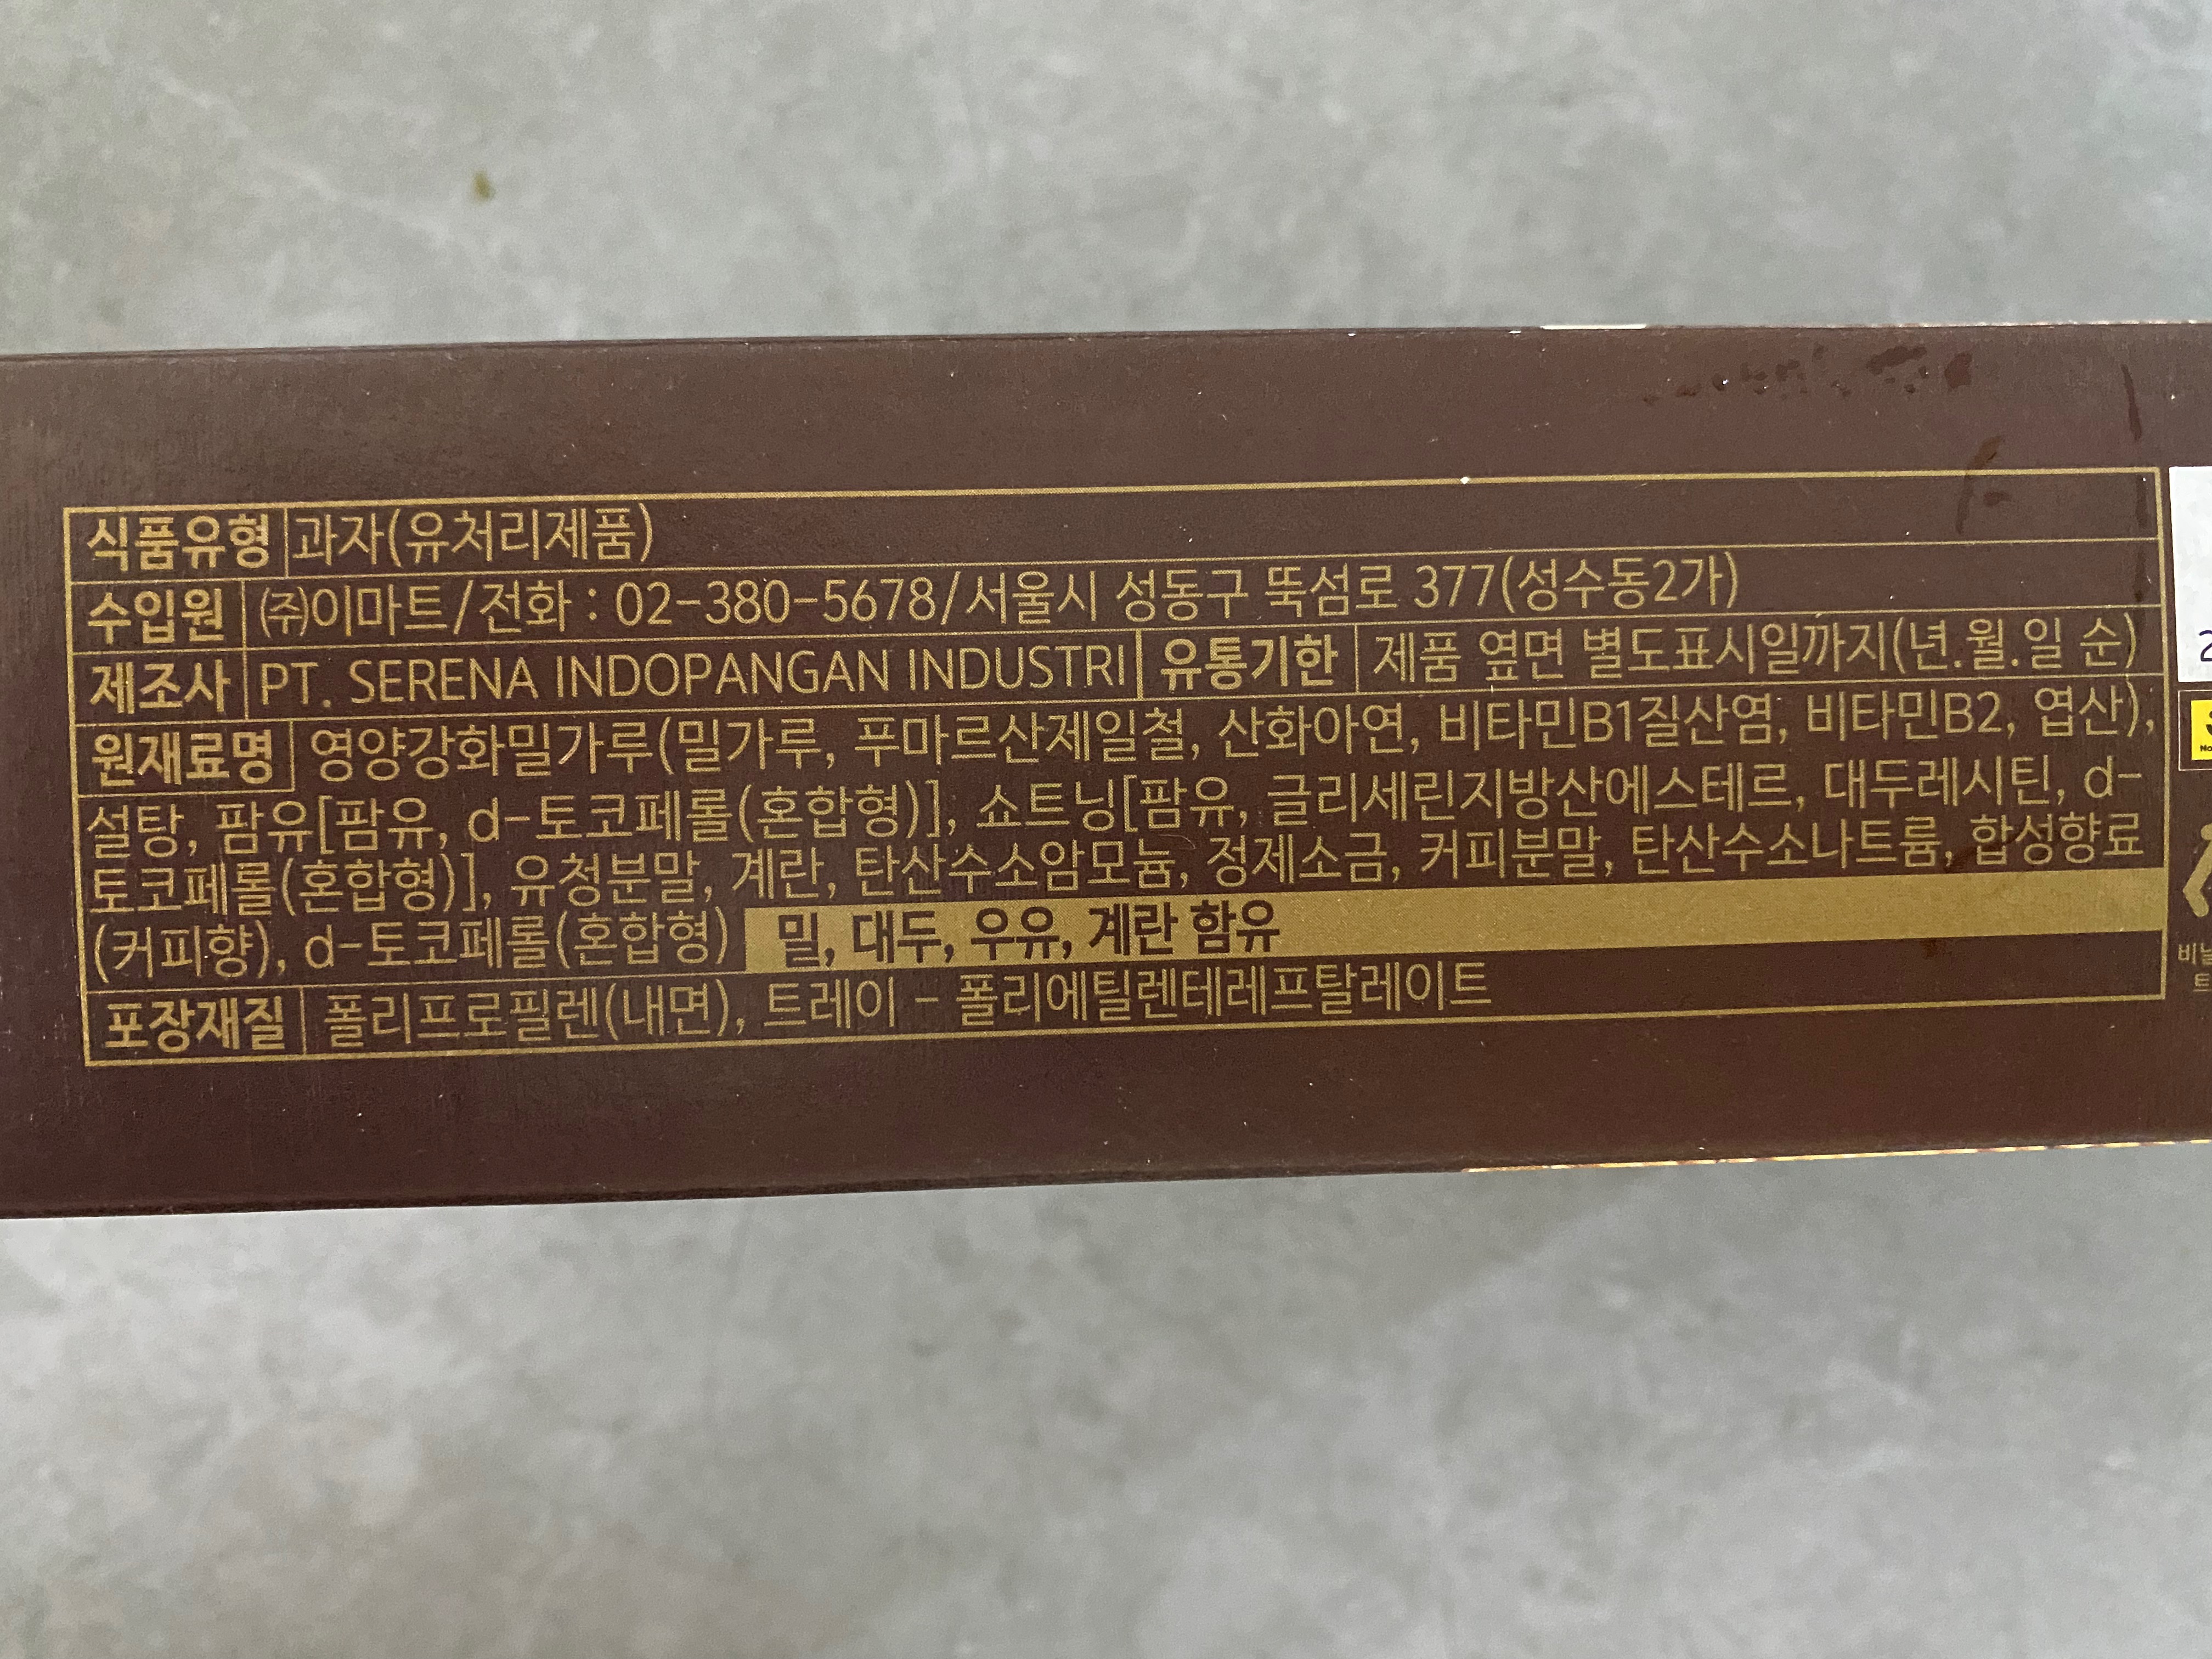 식품유형 과자(유처리제품)
수입원 ㈜이마트/전화 : 02-380-5678/서울시 성동구 뚝섬로 377(성수동2가)
제조사 PT. SERENA INDOPANGAN INDUSTRI 유통기한 제품 옆면 별도표시일까지(년.월.일 순)
원재료명 영양강화밀가루(밀가루, 푸마르산제일철, 산화아연, 비타민B1질산염, 비타민B2, 엽산),
설탕, 팜유[팜유, d-토코페롤(혼합형)], 쇼트닝[팜유, 글리세린지방산에스테르, 대두레시틴, d-
토코페롤(혼합형)], 유청분말, 계란, 탄산수소암모늄, 정제소금, 커피분말, 탄산수소나트륨, 합성향료
(커피향), d-토코페롤(혼합형) 밀, 대두, 우유, 계란 함유
포장재질 폴리프로필렌(내면), 트레이 - 폴리에틸렌테레프탈레이트